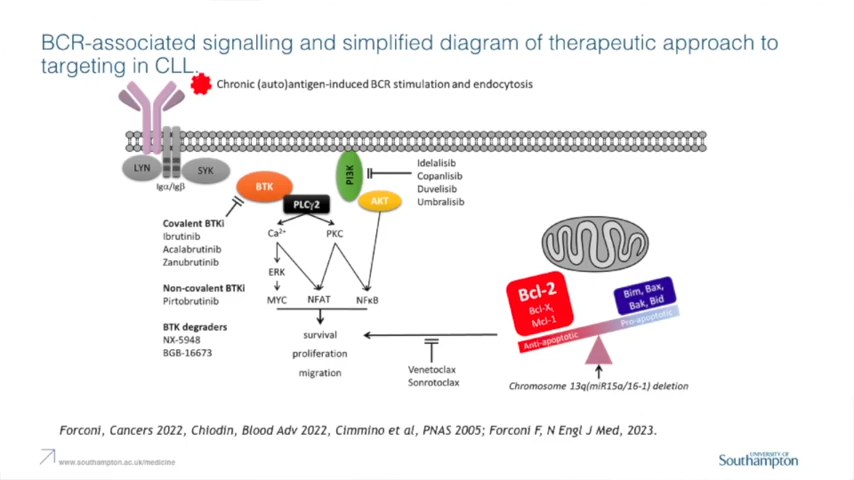 BCR-associated signalling and simplified diagram of therapeutic approach to
targeting in CLL.
Chronic (auto)antigen-induced BCR stimulation and endocytosis
LYN
SYK
Igα/Igβ
BTK
PLCγ2
PI3K
AKT
Idelalisib
Copanlisib
Duvelisib
Umbralisib
Covalent BTKi
Ibrutinib
Acalabrutinib
Zanubrutinib
Non-covalent BTKi
Pirtobrutinib
BTK degraders
NX-5948
BGB-16673
Ca²⁺
PKC
ERK
MYC
NFAT
NFκB
survival
proliferation
migration
Venetoclax
Sonrotoclax
Bcl-2
Bcl-XL
Mcl-1
Anti-apoptotic
Bim, Bax,
Bak, Bid
Pro-apoptotic
Chromosome 13q(miR15a/16-1) deletion
Forconi, Cancers 2022, Chiodin, Blood Adv 2022, Cimmino et al, PNAS 2005; Forconi F, N Engl J Med, 2023.
www.southampton.ac.uk/medicine
UNIVERSITY OF
Southampton